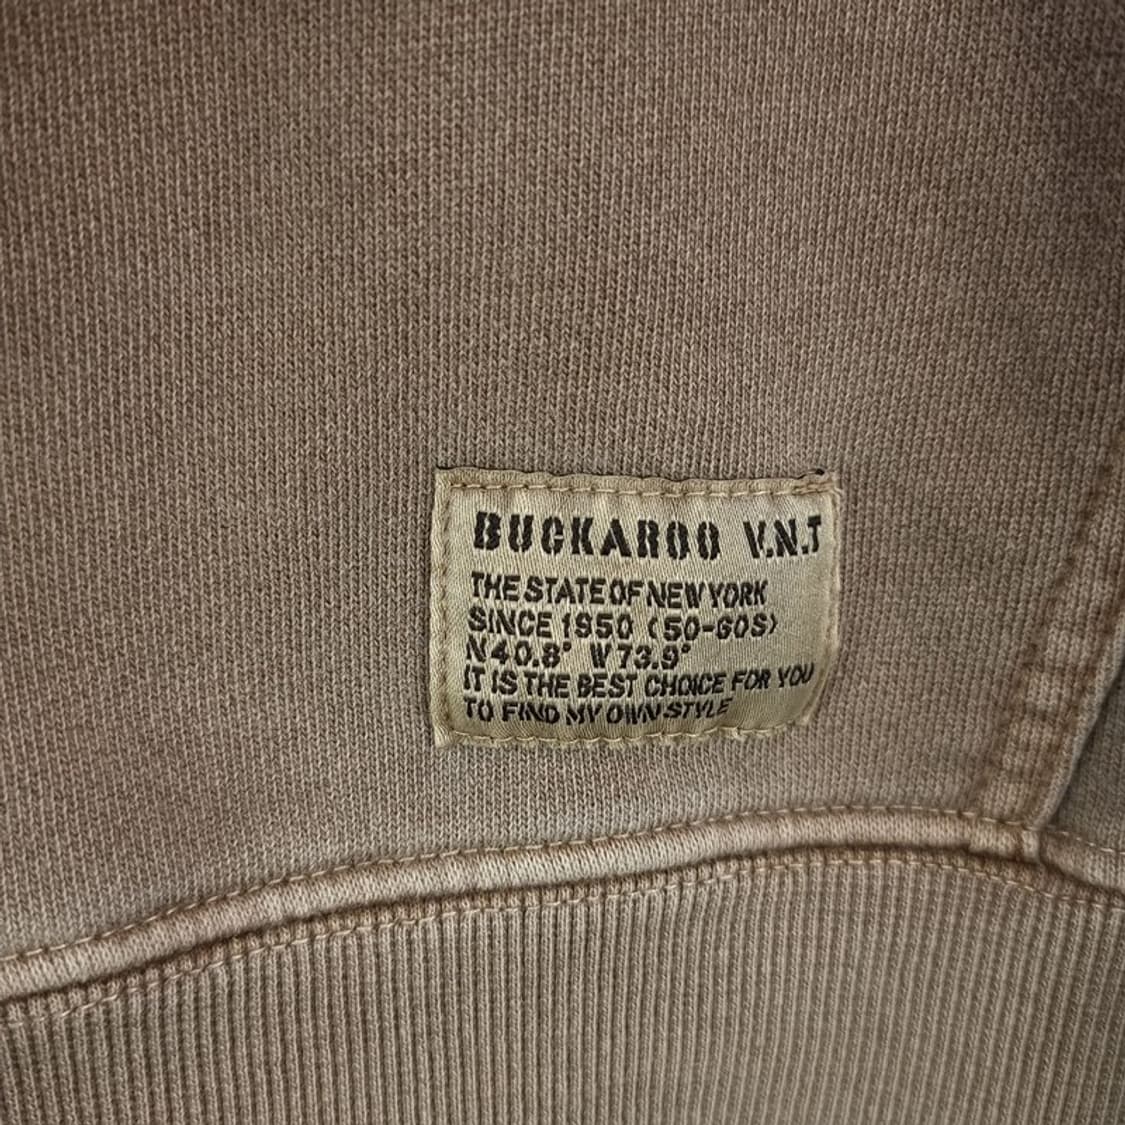 BUCKAROO V.N.T
THE STATE OF NEW YORK
SINCE 1950 (50-60S)
N40.8° W73.9°
IT IS THE BEST CHOICE FOR YOU
TO FIND MY OWN STYLE